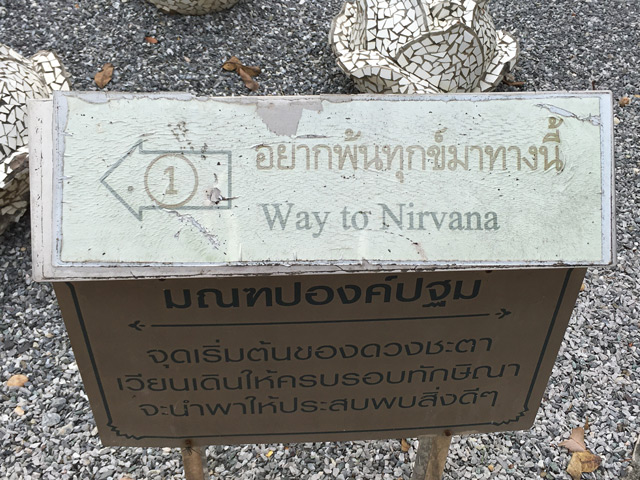 1
อยากพ้นทุกข์มาทางนี้
Way to Nirvana
มณฑปองค์ปฐม
จุดเริ่มต้นของดวงชะตา
เวียนเดินให้ครบรอบทักษิณา
จะนำพาให้ประสบพบสิ่งดีๆ